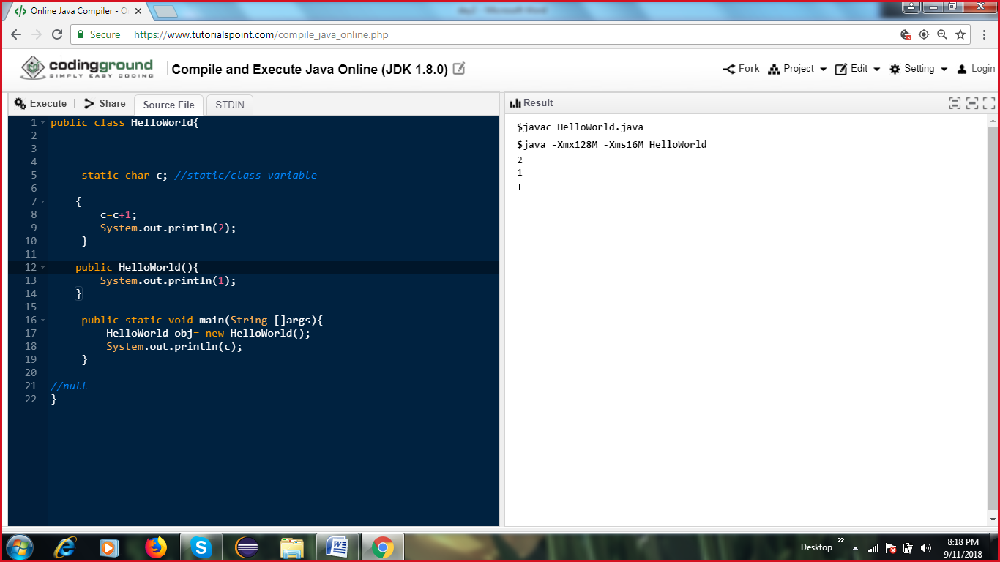 Online Java Compiler - O
Secure https://www.tutorialspoint.com/compile_java_online.php
codingground
SIMPLY EASY CODING
Compile and Execute Java Online (JDK 1.8.0)
Fork Project Edit Setting Login
Execute | Share Source File STDIN
1 public class HelloWorld{
2
3
4
5 static char c; //static/class variable
6
7 {
8 c=c+1;
9 System.out.println(2);
10 }
11
12 public HelloWorld(){
13 System.out.println(1);
14 }
15
16 public static void main(String []args){
17 HelloWorld obj= new HelloWorld();
18 System.out.println(c);
19 }
20
21 //null
22 }
Result
$javac HelloWorld.java
$java -Xmx128M -Xms16M HelloWorld
2
1
Desktop
8:18 PM
9/11/2018